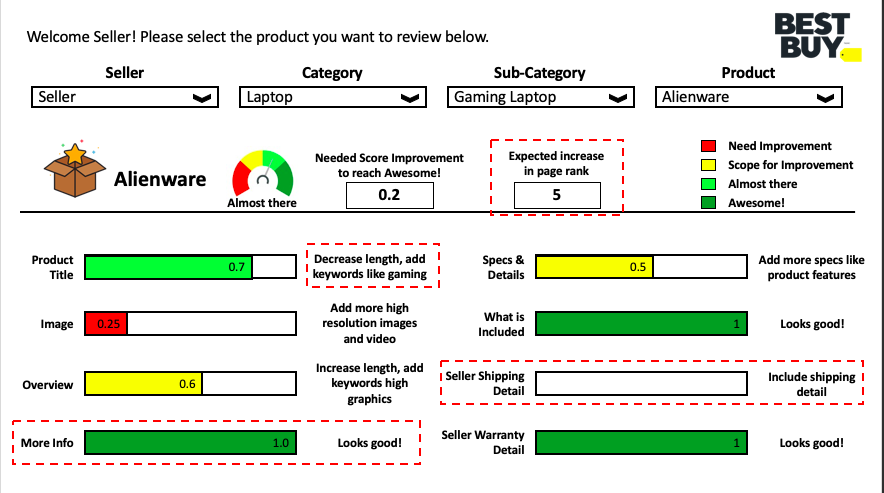 BEST
BUY
Welcome Seller! Please select the product you want to review below.
Seller
Category
Sub-Category
Product
Seller
Laptop
Gaming Laptop
Alienware
Alienware
Almost there
Needed Score Improvement
to reach Awesome!
0.2
Expected increase
in page rank
5
Need Improvement
Scope for Improvement
Almost there
Awesome!
Product
Title
0.7
Decrease length, add
keywords like gaming
Specs &
Details
0.5
Add more specs like
product features
Image
0.25
Add more high
resolution images
and video
What is
Included
1
Looks good!
Overview
0.6
Increase length, add
keywords high
graphics
Seller Shipping
Detail
Include shipping
detail
More Info
1.0
Looks good!
Seller Warranty
Detail
1
Looks good!